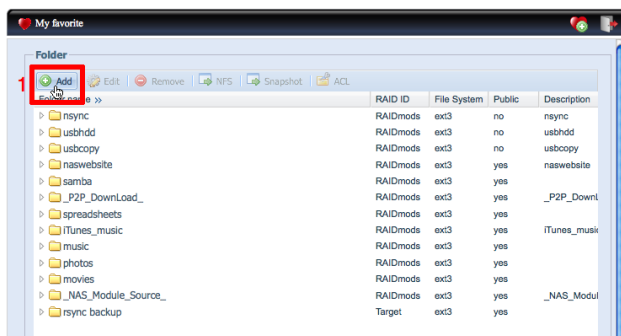 My favorite
Folder
1
Add Edit Remove NFS Snapshot ACL
Folder name >> RAID ID File System Public Description
nsync RAIDmods ext3 no nsync
usbhdd RAIDmods ext3 no usbhdd
usbcopy RAIDmods ext3 no usbcopy
naswebsite RAIDmods ext3 yes naswebsite
samba RAIDmods ext3 yes
_P2P_DownLoad_ RAIDmods ext3 yes _P2P_DownL
spreadsheets RAIDmods ext3 yes
iTunes_music RAIDmods ext3 yes iTunes_musi
music RAIDmods ext3 yes
photos RAIDmods ext3 yes
movies RAIDmods ext3 yes
_NAS_Module_Source_ RAIDmods ext3 yes _NAS_Modul
rsync backup Target ext3 yes